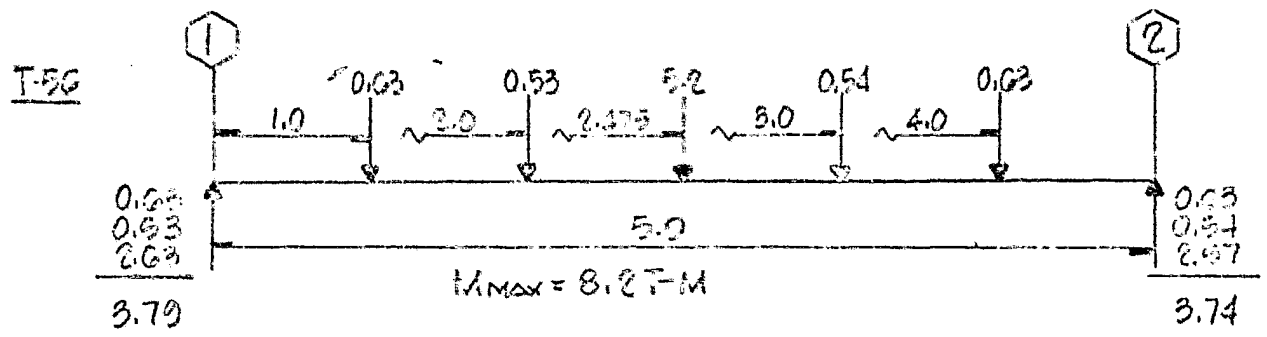 1 2
T-56 0.63 0.53 5.2 0.54 0.63
1.0 2.0 2.475 3.0 4.0
0.63 0.63
0.53 5.0 0.54
2.63 2.57
Mmax = 8.2 T-M
3.79 3.74